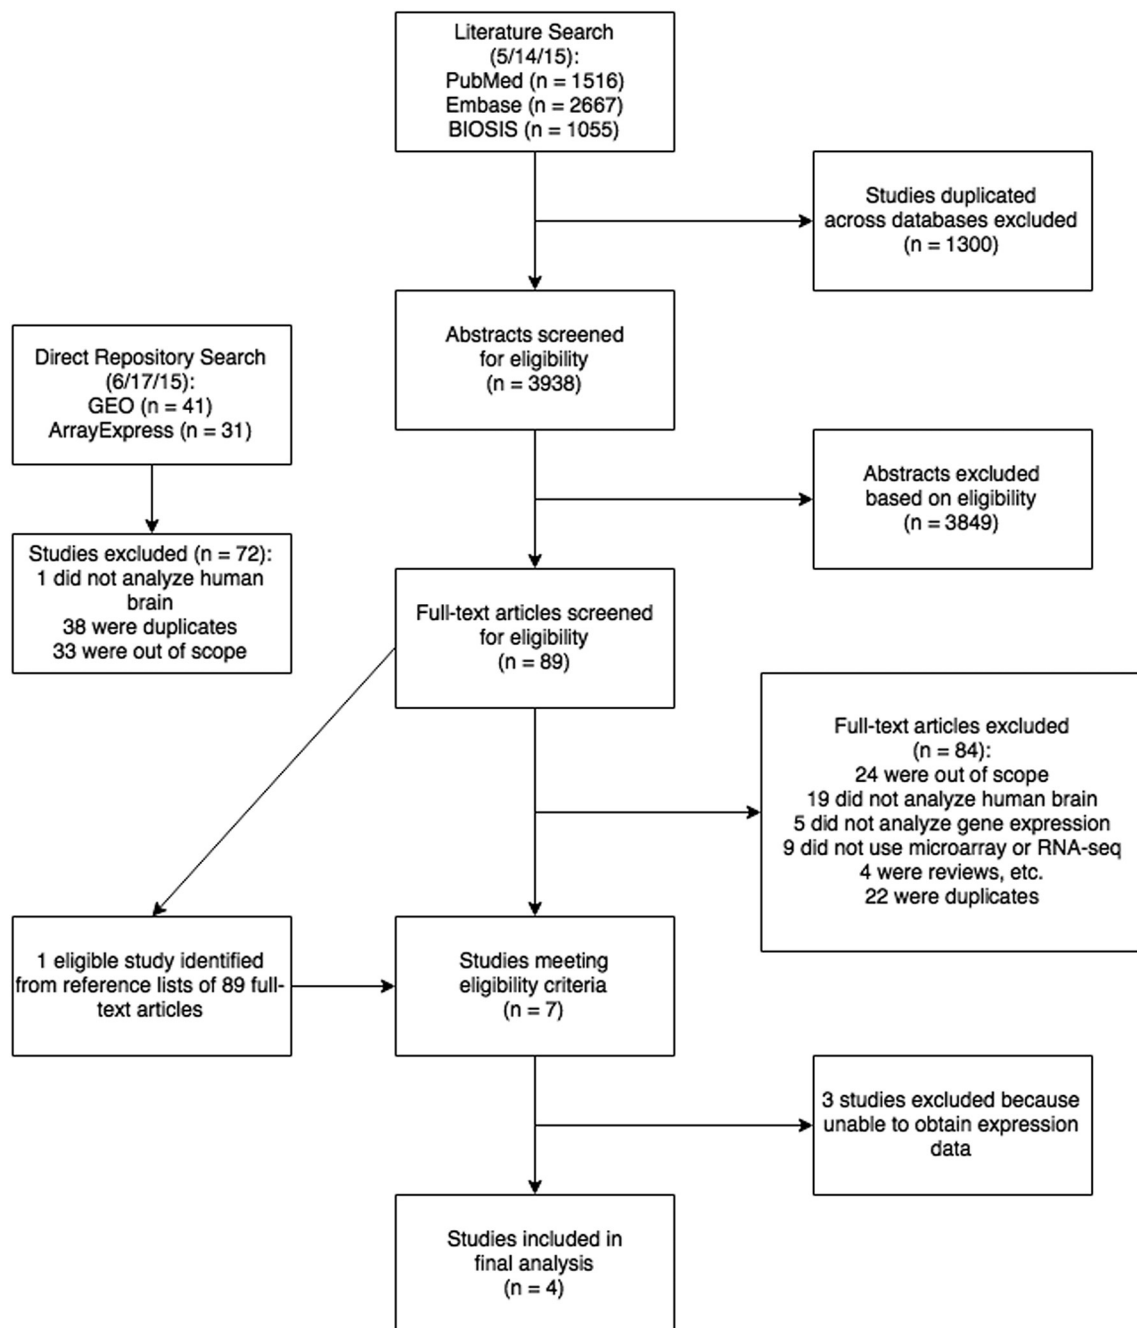 Literature Search
(5/14/15):
PubMed (n = 1516)
Embase (n = 2667)
BIOSIS (n = 1055)
Studies duplicated
across databases excluded
(n = 1300)
Abstracts screened
for eligibility
(n = 3938)
Direct Repository Search
(6/17/15):
GEO (n = 41)
ArrayExpress (n = 31)
Abstracts excluded
based on eligibility
(n = 3849)
Studies excluded (n = 72):
1 did not analyze human
brain
38 were duplicates
33 were out of scope
Full-text articles screened
for eligibility
(n = 89)
Full-text articles excluded
(n = 84):
24 were out of scope
19 did not analyze human brain
5 did not analyze gene expression
9 did not use microarray or RNA-seq
4 were reviews, etc.
22 were duplicates
1 eligible study identified
from reference lists of 89 full-
text articles
Studies meeting
eligibility criteria
(n = 7)
3 studies excluded because
unable to obtain expression
data
Studies included in
final analysis
(n = 4)